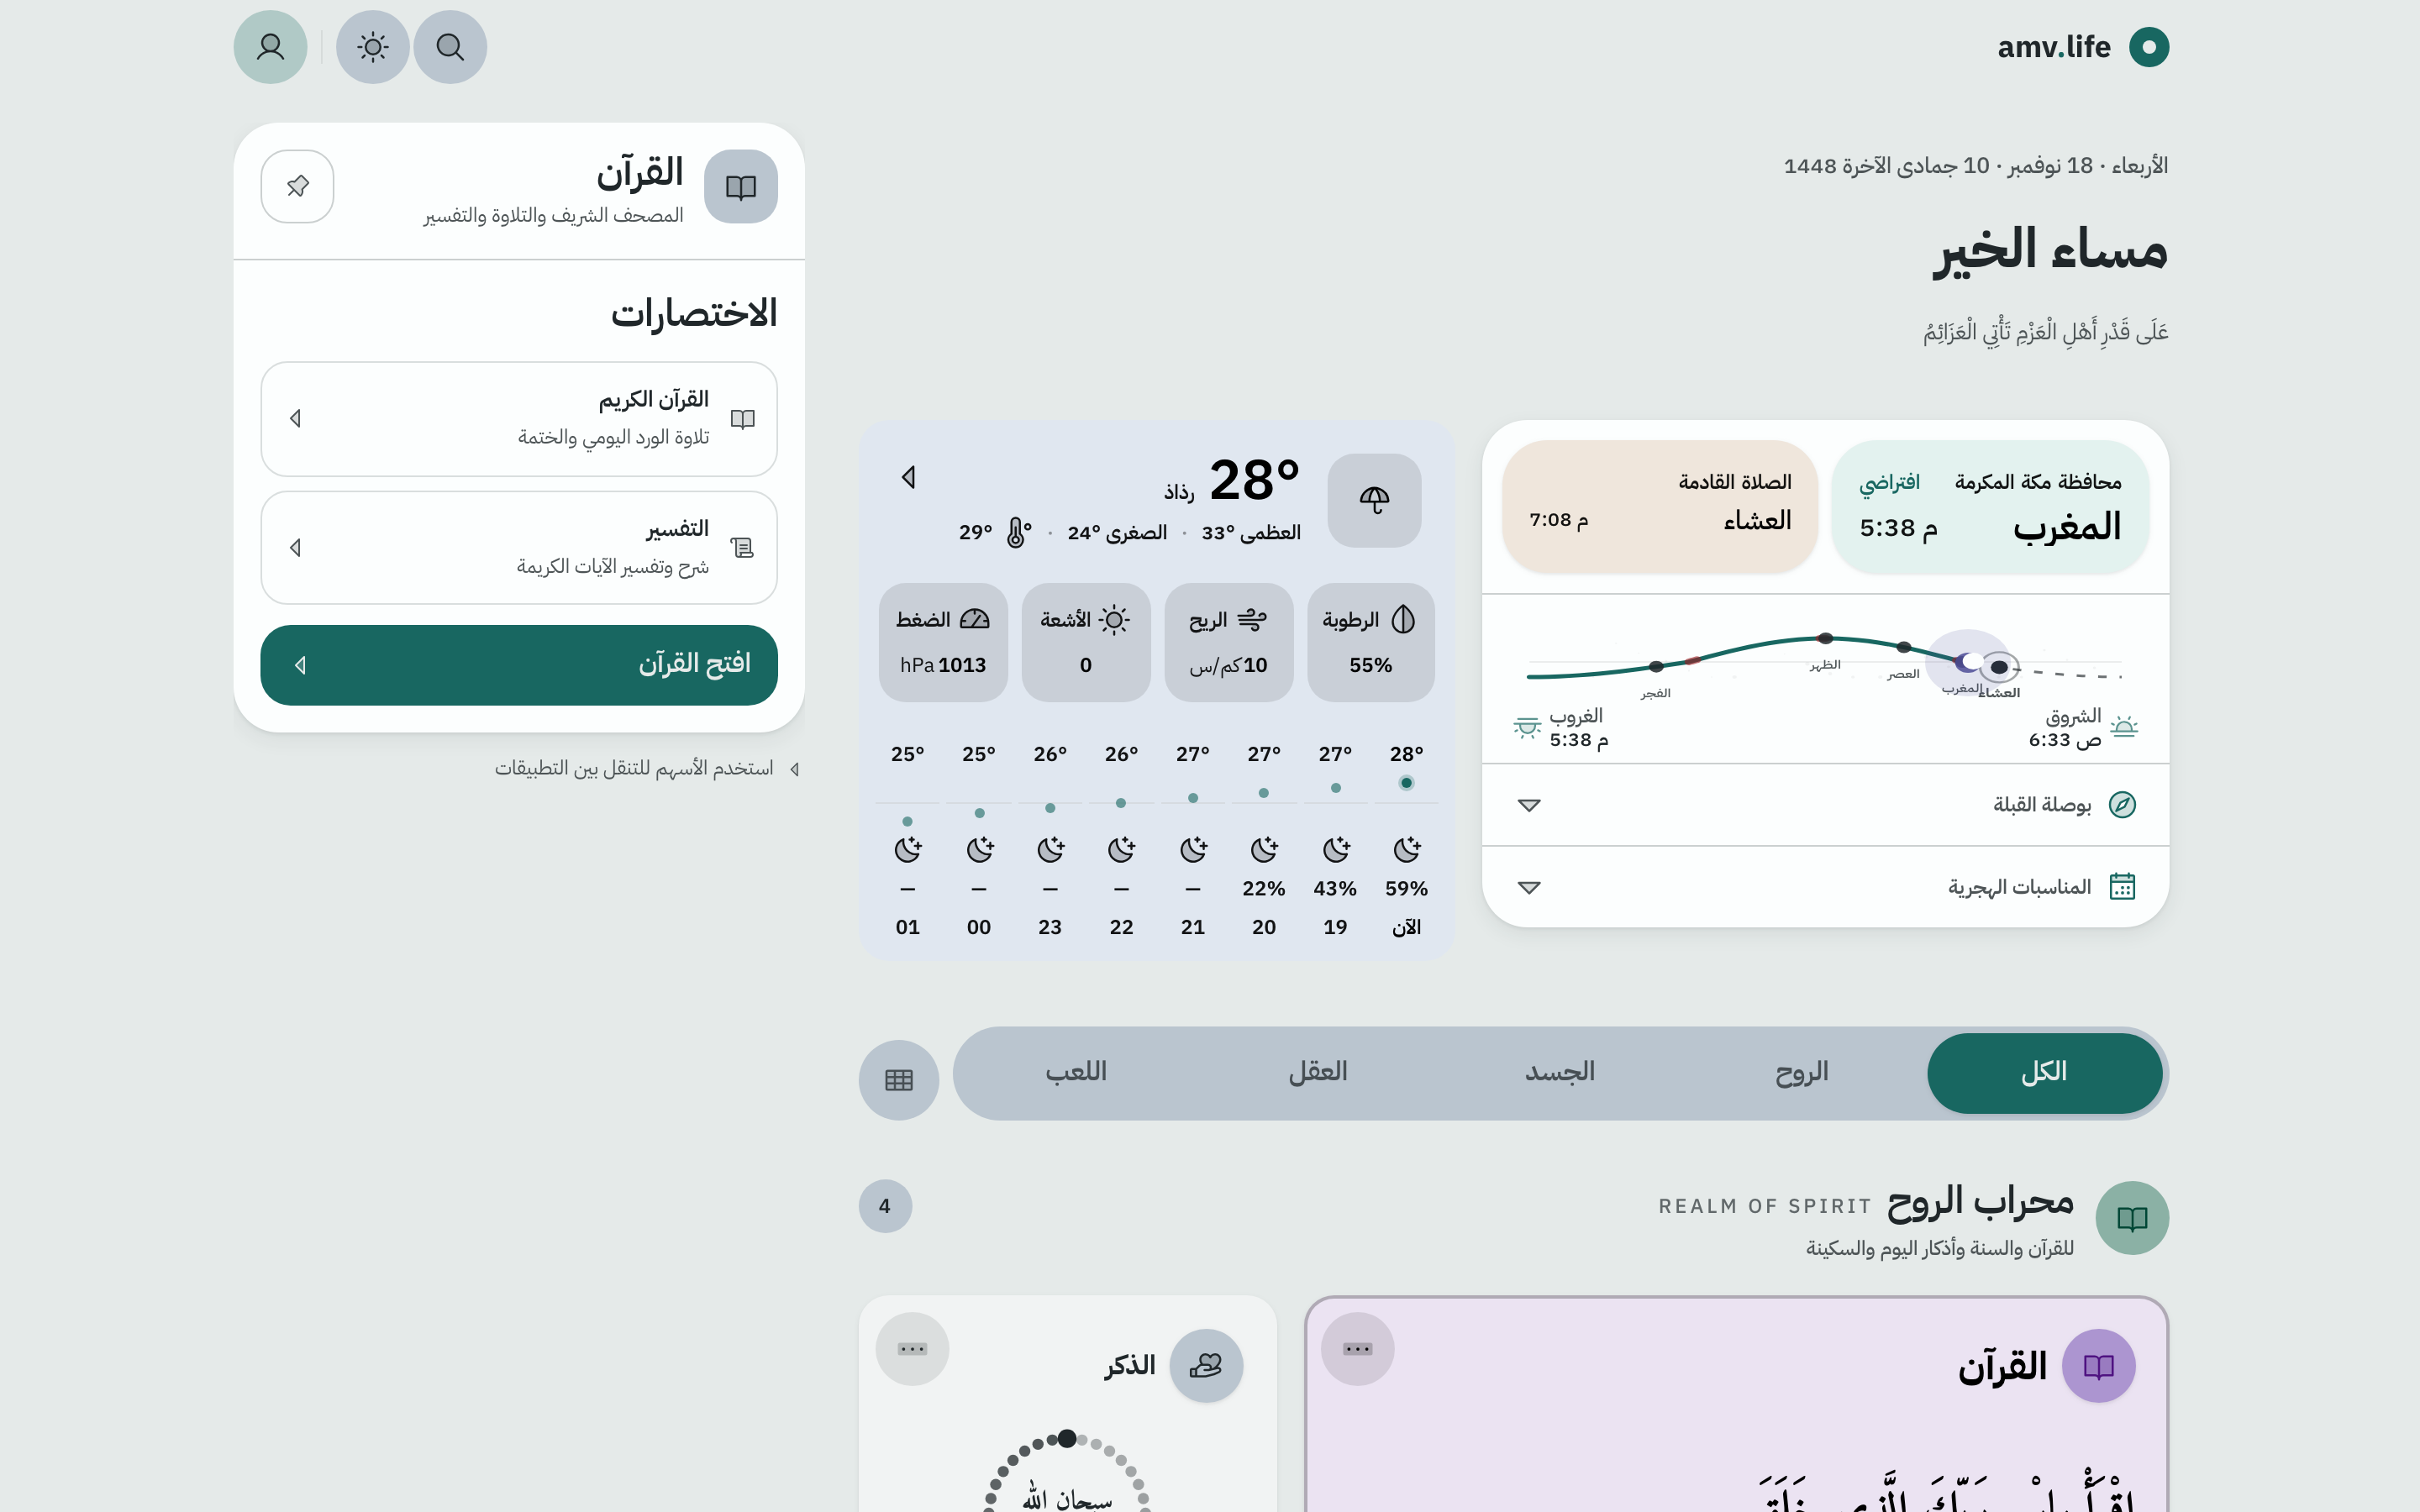 amv.life
الأربعاء · 18 نوفمبر · 10 جمادى الآخرة 1448
مساء الخير
عَلَى قَدْرِ أَهْلِ الْعَزْمِ تَأْتِي الْعَزَائِمُ
محافظة مكة المكرمة افتراضي
المغرب 5:38 م
الصلاة القادمة
العشاء 7:08 م
الفجر
الظهر
العصر
المغرب
العشاء
الشروق
6:33 ص
الغروب
5:38 م
بوصلة القبلة
المناسبات الهجرية
28° رذاذ
العظمى 33° · الصغرى 24° · 29°
الرطوبة
55%
الريح
10 كم/س
الأشعة
0
الضغط
1013 hPa
28° 27° 27° 27° 26° 26° 25° 25°
59% 43% 22% — — — — —
الآن 19 20 21 22 23 00 01
القرآن
المصحف الشريف والتلاوة والتفسير
الاختصارات
القرآن الكريم
تلاوة الورد اليومي والختمة
التفسير
شرح وتفسير الآيات الكريمة
افتح القرآن
استخدم الأسهم للتنقل بين التطبيقات
الكل الروح الجسد العقل اللعب
محراب الروح REALM OF SPIRIT
4
للقرآن والسنة وأذكار اليوم والسكينة
القرآن
الذكر
سبحان الله